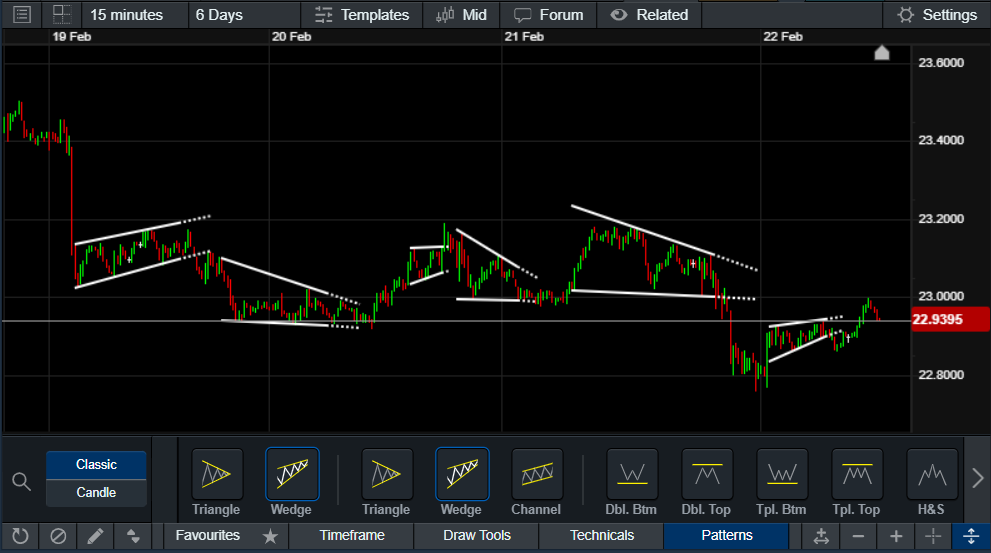 15 minutes 6 Days Templates Mid Forum Related Settings
19 Feb 20 Feb 21 Feb 22 Feb
23.6000
23.4000
23.2000
23.0000
22.9395
22.8000
Classic
Candle
Triangle Wedge Triangle Wedge Channel Dbl. Btm Dbl. Top Tpl. Btm Tpl. Top H&S
Favourites Timeframe Draw Tools Technicals Patterns